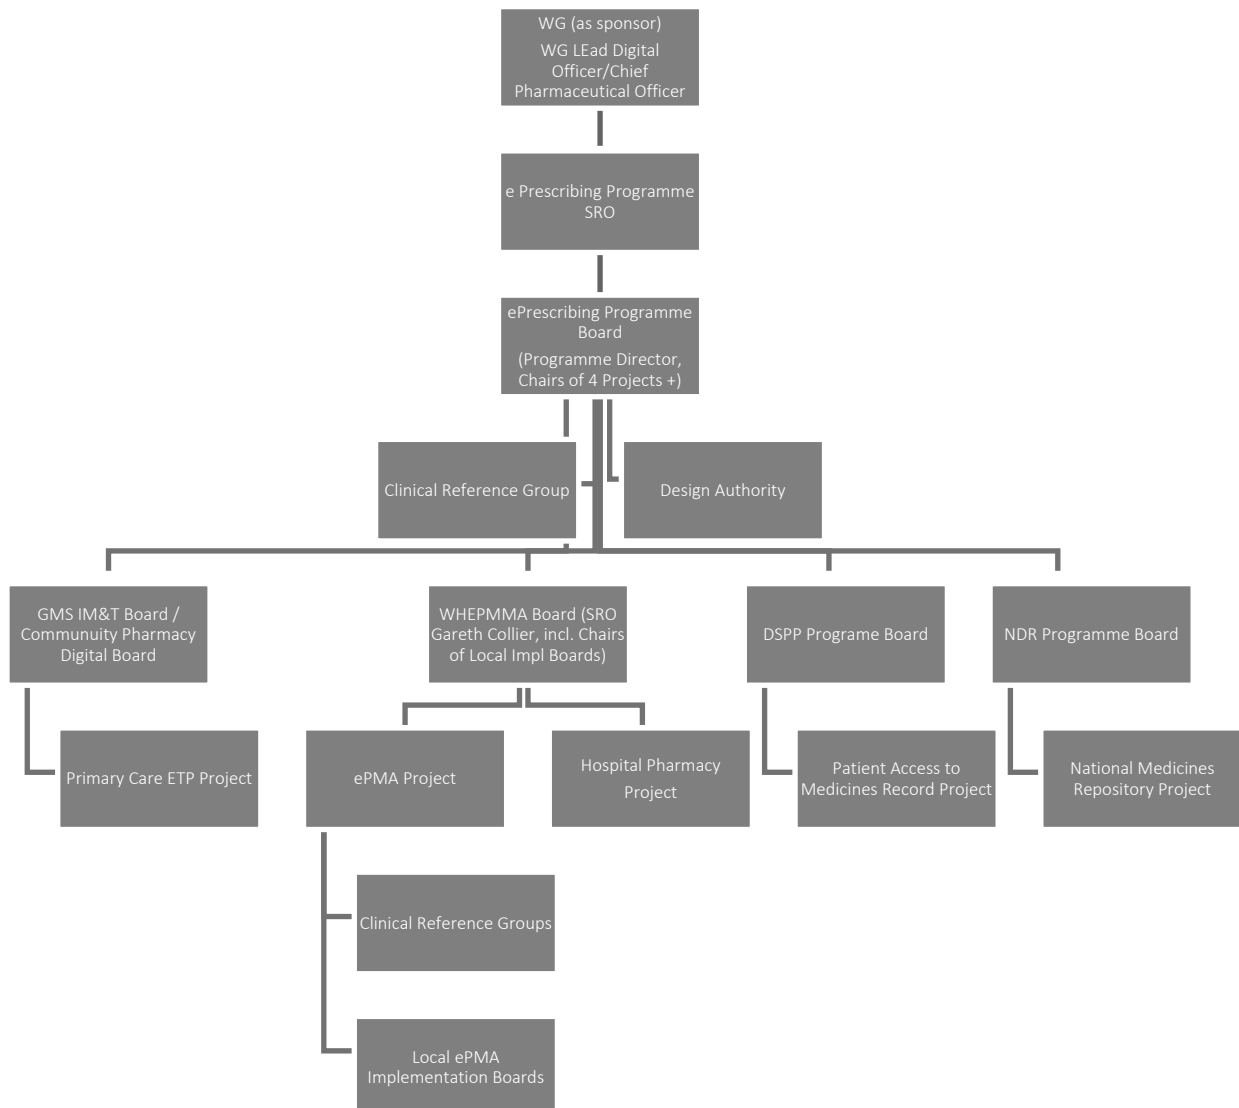 WG (as sponsor)
WG LEad Digital
Officer/Chief
Pharmaceutical Officer
e Prescribing Programme
SRO
ePrescribing Programme
Board
(Programme Director,
Chairs of 4 Projects +)
Clinical Reference Group
Design Authority
GMS IM&T Board /
Communuity Pharmacy
Digital Board
WHEPMMA Board (SRO
Gareth Collier, incl. Chairs
of Local Impl Boards)
DSPP Programe Board
NDR Programme Board
Primary Care ETP Project
ePMA Project
Hospital Pharmacy
Project
Patient Access to
Medicines Record Project
National Medicines
Repository Project
Clinical Reference Groups
Local ePMA
Implementation Boards